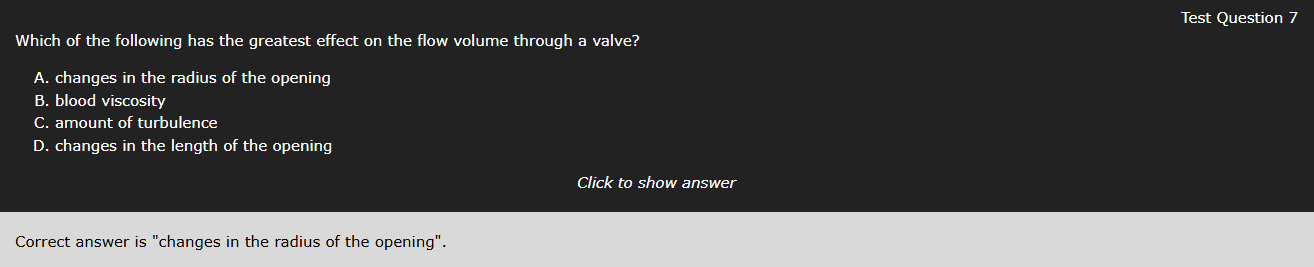 Test Question 7
Which of the following has the greatest effect on the flow volume through a valve?
A. changes in the radius of the opening
B. blood viscosity
C. amount of turbulence
D. changes in the length of the opening
Click to show answer
Correct answer is "changes in the radius of the opening".